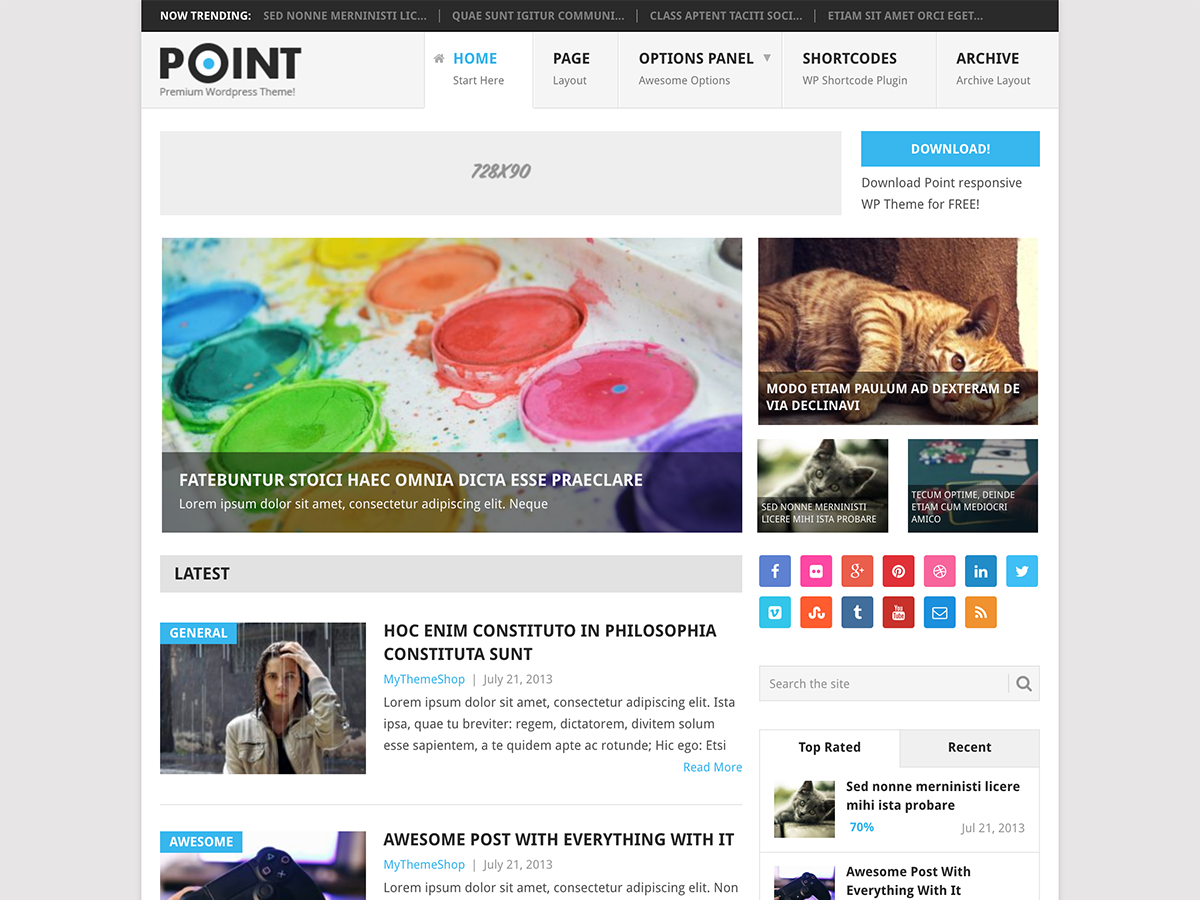 NOW TRENDING: SED NONNE MERNINISTI LIC... | QUAE SUNT IGITUR COMMUNI... | CLASS APTENT TACITI SOCI... | ETIAM SIT AMET ORCI EGET...
POINT
Premium Wordpress Theme!
HOME
Start Here
PAGE
Layout
OPTIONS PANEL
Awesome Options
SHORTCODES
WP Shortcode Plugin
ARCHIVE
Archive Layout
728X90
DOWNLOAD!
Download Point responsive
WP Theme for FREE!
FATEBUNTUR STOICI HAEC OMNIA DICTA ESSE PRAECLARE
Lorem ipsum dolor sit amet, consectetur adipiscing elit. Neque
MODO ETIAM PAULUM AD DEXTERAM DE
VIA DECLINAVI
SED NONNE MERNINISTI
LICERE MIHI ISTA PROBARE
TECUM OPTIME, DEINDE
ETIAM CUM MEDIOCRI
AMICO
LATEST
GENERAL
HOC ENIM CONSTITUTO IN PHILOSOPHIA
CONSTITUTA SUNT
MyThemeShop | July 21, 2013
Lorem ipsum dolor sit amet, consectetur adipiscing elit. Ista
ipsa, quae tu breviter: regem, dictatorem, divitem solum
esse sapientem, a te quidem apte ac rotunde; Hic ego: Etsi
Read More
AWESOME
AWESOME POST WITH EVERYTHING WITH IT
MyThemeShop | July 21, 2013
Lorem ipsum dolor sit amet, consectetur adipiscing elit. Non
Search the site
Top Rated
Recent
Sed nonne merninisti licere
mihi ista probare
70%
Jul 21, 2013
Awesome Post With
Everything With It